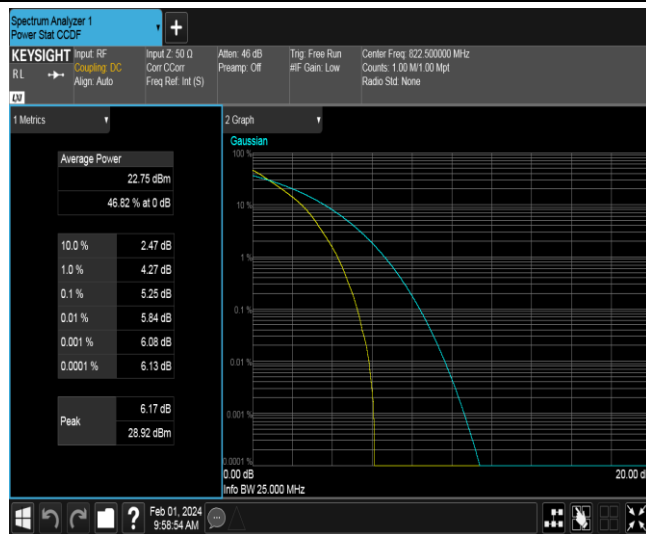 Spectrum Analyzer 1
Power Stat CCDF
KEYSIGHT
RL
LXI
Input: RF
Coupling: DC
Align: Auto
Input Z: 50 Ω
Corr CCorr
Freq Ref: Int (S)
Atten: 46 dB
Preamp: Off
Trig: Free Run
#IF Gain: Low
Center Freq: 822.500000 MHz
Counts: 1.00 M/1.00 Mpt
Radio Std: None
1 Metrics
Average Power
22.75 dBm
46.82 % at 0 dB
10.0 % 2.47 dB
1.0 % 4.27 dB
0.1 % 5.25 dB
0.01 % 5.84 dB
0.001 % 6.08 dB
0.0001 % 6.13 dB
Peak 6.17 dB
28.92 dBm
2 Graph
Gaussian
100 %
10 %
1 %
0.1 %
0.01 %
0.001 %
0.0001 %
0.00 dB
20.00 d
Info BW 25.000 MHz
?
Feb 01, 2024
9:58:54 AM